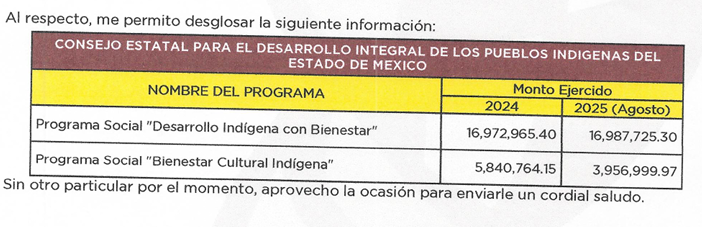 Al respecto, me permito desglosar la siguiente información:
CONSEJO ESTATAL PARA EL DESARROLLO INTEGRAL DE LOS PUEBLOS INDIGENAS DEL
ESTADO DE MEXICO
NOMBRE DEL PROGRAMA
Monto Ejercido
2024 2025 (Agosto)
Programa Social "Desarrollo Indígena con Bienestar" 16,972,965.40 16,987,725.30
Programa Social "Bienestar Cultural Indígena" 5,840,764.15 3,956,999.97
Sin otro particular por el momento, aprovecho la ocasión para enviarle un cordial saludo.